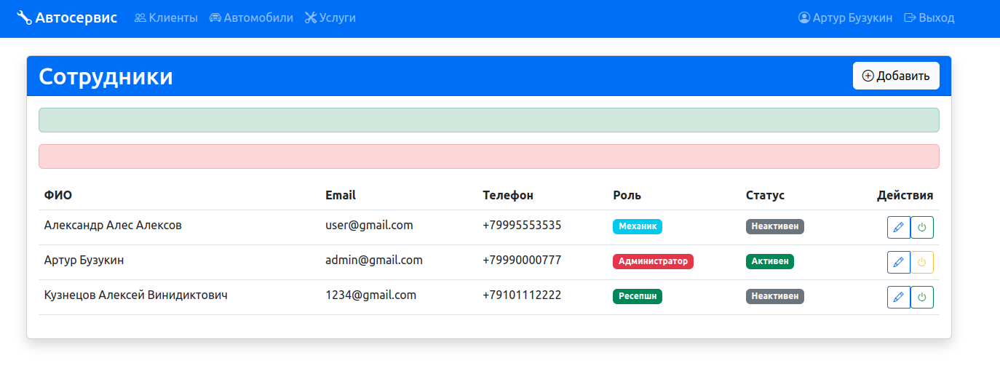 Автосервис Клиенты Автомобили Услуги Артур Бузукин Выход
Сотрудники Добавить
ФИО Email Телефон Роль Статус Действия
Александр Алес Алексов user@gmail.com +79995553535 Механик Неактивен
Артур Бузукин admin@gmail.com +79990000777 Администратор Активен
Кузнецов Алексей Винидиктович 1234@gmail.com +79101112222 Ресепшн Неактивен